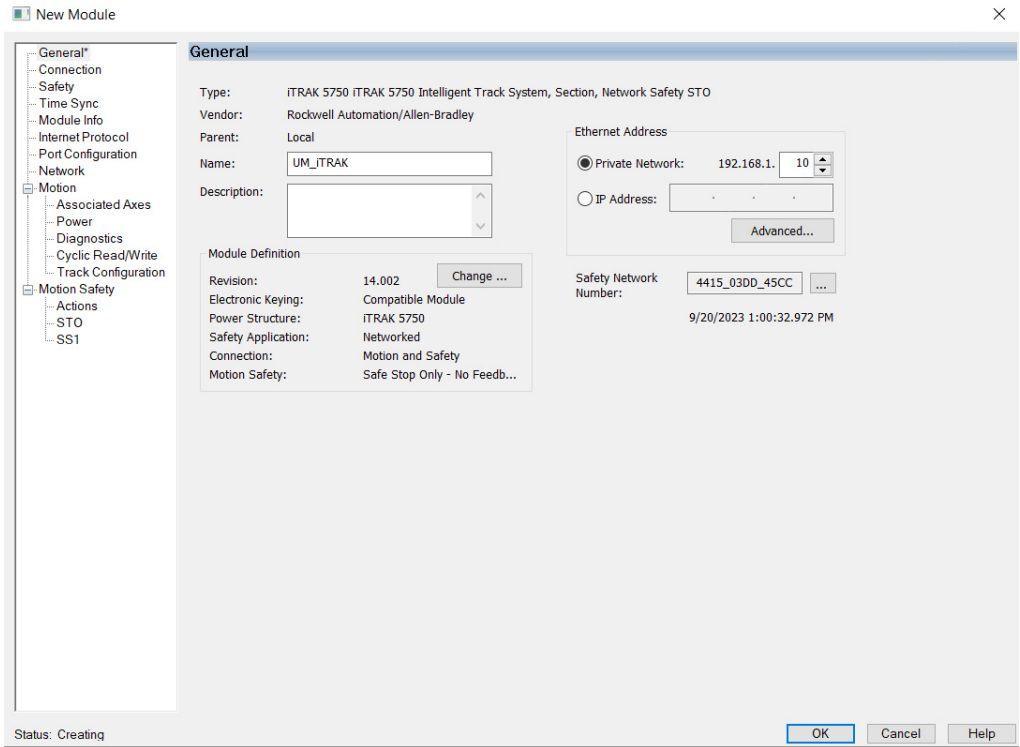 New Module
General*
Connection
Safety
Time Sync
Module Info
Internet Protocol
Port Configuration
Network
Motion
Associated Axes
Power
Diagnostics
Cyclic Read/Write
Track Configuration
Motion Safety
Actions
STO
SS1
General
Type: iTRAK 5750 iTRAK 5750 Intelligent Track System, Section, Network Safety STO
Vendor: Rockwell Automation/Allen-Bradley
Parent: Local
Name: UM_iTRAK
Description:
Module Definition
Revision: 14.002 Change ...
Electronic Keying: Compatible Module
Power Structure: iTRAK 5750
Safety Application: Networked
Connection: Motion and Safety
Motion Safety: Safe Stop Only - No Feedb...
Ethernet Address
Private Network: 192.168.1. 10
IP Address: . . .
Advanced...
Safety Network
Number:
4415_03DD_45CC ...
9/20/2023 1:00:32.972 PM
Status: Creating
OK Cancel Help